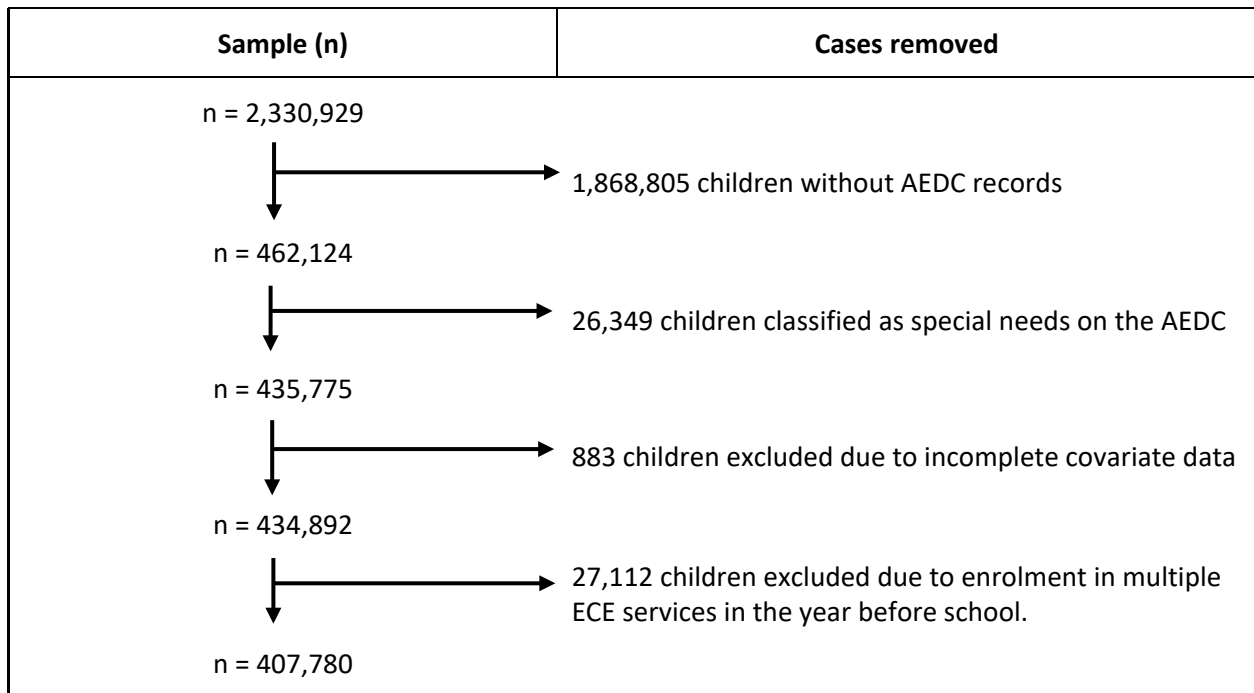 Sample (n)
Cases removed
n = 2,330,929
1,868,805 children without AEDC records
n = 462,124
26,349 children classified as special needs on the AEDC
n = 435,775
883 children excluded due to incomplete covariate data
n = 434,892
27,112 children excluded due to enrolment in multiple
ECE services in the year before school.
n = 407,780